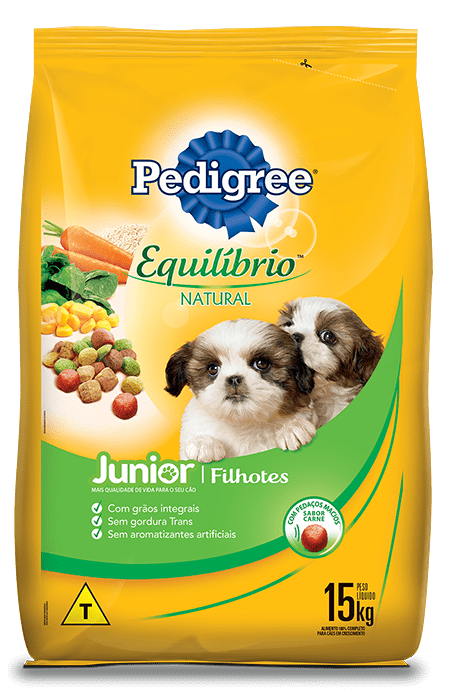 Pedigree®
Equilíbrio™
NATURAL
Junior | Filhotes
MAIS QUALIDADE DE VIDA PARA O SEU CÃO
Com grãos integrais
Sem gordura Trans
Sem aromatizantes artificiais
COM PEDAÇOS MACIOS
SABOR
CARNE
T
15kg
PESO
LÍQUIDO
ALIMENTO 100% COMPLETO
PARA CÃES EM CRESCIMENTO